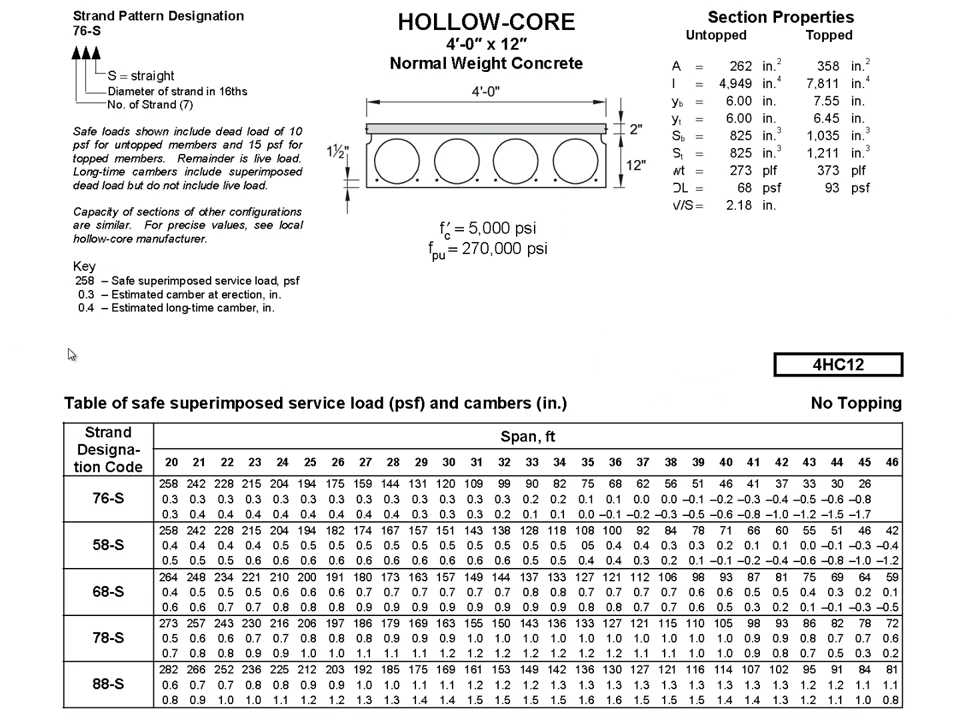 Strand Pattern Designation
76-S
S = straight
Diameter of strand in 16ths
No. of Strand (7)
Safe loads shown include dead load of 10
psf for untopped members and 15 psf for
topped members. Remainder is live load.
Long-time cambers include superimposed
dead load but do not include live load.
Capacity of sections of other configurations
are similar. For precise values, see local
hollow-core manufacturer.
Key
258 – Safe superimposed service load, psf
0.3 – Estimated camber at erection, in.
0.4 – Estimated long-time camber, in.
HOLLOW-CORE
4′-0″ x 12″
Normal Weight Concrete
4'-0"
2"
1½"
12"
f′c = 5,000 psi
fpu = 270,000 psi
Section Properties
Untopped Topped
A = 262 in.² 358 in.²
I = 4,949 in.⁴ 7,811 in.⁴
yb = 6.00 in. 7.55 in.
yt = 6.00 in. 6.45 in.
Sb = 825 in.³ 1,035 in.³
St = 825 in.³ 1,211 in.³
wt = 273 plf 373 plf
DL = 68 psf 93 psf
V/S = 2.18 in.
4HC12
Table of safe superimposed service load (psf) and cambers (in.) No Topping
Strand
Designa-
tion Code
Span, ft
20 21 22 23 24 25 26 27 28 29 30 31 32 33 34 35 36 37 38 39 40 41 42 43 44 45 46
76-S
258 242 228 215 204 194 175 159 144 131 120 109 99 90 82 75 68 62 56 51 46 41 37 33 30 26
0.3 0.3 0.3 0.3 0.3 0.3 0.3 0.3 0.3 0.3 0.3 0.3 0.3 0.2 0.2 0.1 0.1 0.0 0.0 –0.1 –0.2 –0.3 –0.4 –0.5 –0.6 –0.8
0.3 0.4 0.4 0.4 0.4 0.4 0.4 0.4 0.4 0.3 0.3 0.3 0.2 0.1 0.1 0.0 –0.1 –0.2 –0.3 –0.5 –0.6 –0.8 –1.0 –1.2 –1.5 –1.7
58-S
258 242 228 215 204 194 182 174 167 157 151 143 138 128 118 108 100 92 84 78 71 66 60 55 51 46 42
0.4 0.4 0.4 0.4 0.5 0.5 0.5 0.5 0.5 0.5 0.5 0.5 0.5 0.5 0.5 05 0.4 0.4 0.3 0.3 0.2 0.1 0.1 0.0 –0.1 –0.3 –0.4
0.5 0.5 0.5 0.6 0.6 0.6 0.6 0.6 0.6 0.6 0.6 0.6 0.6 0.5 0.5 0.4 0.4 0.3 0.2 0.1 –0.1 –0.2 –0.4 –0.6 –0.8 –1.0 –1.2
68-S
264 248 234 221 210 200 191 180 173 163 157 149 144 137 133 127 121 112 106 98 93 87 81 75 69 64 59
0.4 0.5 0.5 0.5 0.6 0.6 0.6 0.7 0.7 0.7 0.7 0.7 0.7 0.8 0.8 0.7 0.7 0.7 0.7 0.6 0.6 0.5 0.5 0.4 0.3 0.2 0.1
0.6 0.6 0.7 0.7 0.8 0.8 0.8 0.9 0.9 0.9 0.9 0.9 0.9 0.9 0.9 0.8 0.8 0.7 0.7 0.6 0.5 0.3 0.2 0.1 –0.1 –0.3 –0.5
78-S
273 257 243 230 216 206 197 186 179 169 163 155 150 143 136 133 127 121 115 110 105 98 93 86 82 78 72
0.5 0.6 0.6 0.7 0.7 0.8 0.8 0.8 0.9 0.9 0.9 1.0 1.0 1.0 1.0 1.0 1.0 1.0 1.0 1.0 1.0 0.9 0.9 0.8 0.7 0.7 0.6
0.7 0.8 0.8 0.9 0.9 1.0 1.0 1.1 1.1 1.1 1.2 1.2 1.2 1.2 1.2 1.2 1.2 1.1 1.1 1.0 1.0 0.9 0.8 0.7 0.5 0.3 0.2
88-S
282 266 252 236 225 212 203 192 185 175 169 161 153 149 142 136 130 127 121 116 114 107 102 95 91 84 81
0.6 0.7 0.7 0.8 0.8 0.9 0.9 1.0 1.0 1.1 1.1 1.2 1.2 1.2 1.3 1.3 1.3 1.3 1.3 1.3 1.3 1.3 1.3 1.2 1.2 1.1 1.1
0.8 0.9 1.0 1.0 1.1 1.2 1.2 1.3 1.3 1.4 1.4 1.5 1.5 1.5 1.5 1.6 1.6 1.5 1.5 1.5 1.4 1.4 1.3 1.2 1.1 1.0 0.8